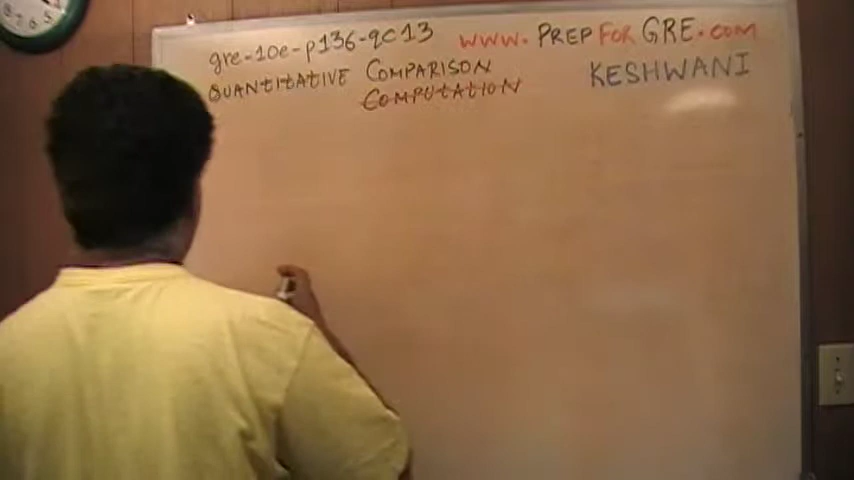 gre-10e-p136-qc13
www.PREPFORGRE.com
QUANTITATIVE COMPARISON
COMPUTATION
KESHWANI